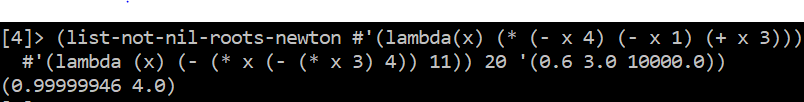 [4]> (list-not-nil-roots-newton #'(lambda(x) (* (- x 4) (- x 1) (+ x 3)))
#'(lambda (x) (- (* x (- (* x 3) 4)) 11)) 20 '(0.6 3.0 10000.0))
(0.99999946 4.0)